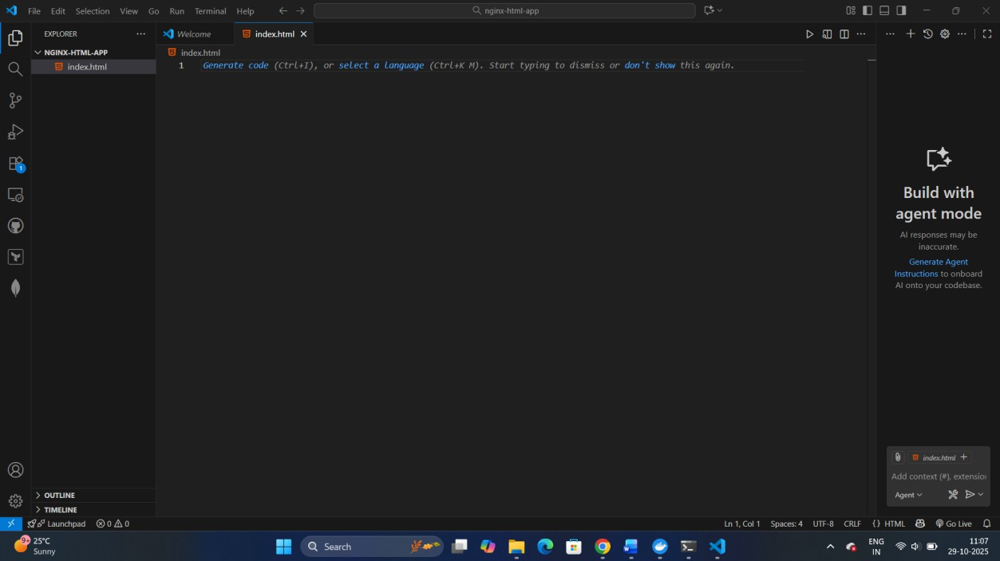 File Edit Selection View Go Run Terminal Help
nginx-html-app
EXPLORER
Welcome
index.html
NGINX-HTML-APP
index.html
index.html
1
Generate code (Ctrl+I), or select a language (Ctrl+K M). Start typing to dismiss or don't show this again.
1
Build with
agent mode
AI responses may be
inaccurate.
Generate Agent
Instructions to onboard
AI onto your codebase.
index.html
Add context (#), extension
Agent
OUTLINE
TIMELINE
Launchpad 0 0
Ln 1, Col 1 Spaces: 4 UTF-8 CRLF {} HTML Go Live
9+
25°C
Sunny
Search
ENG
IN
11:07
29-10-2025